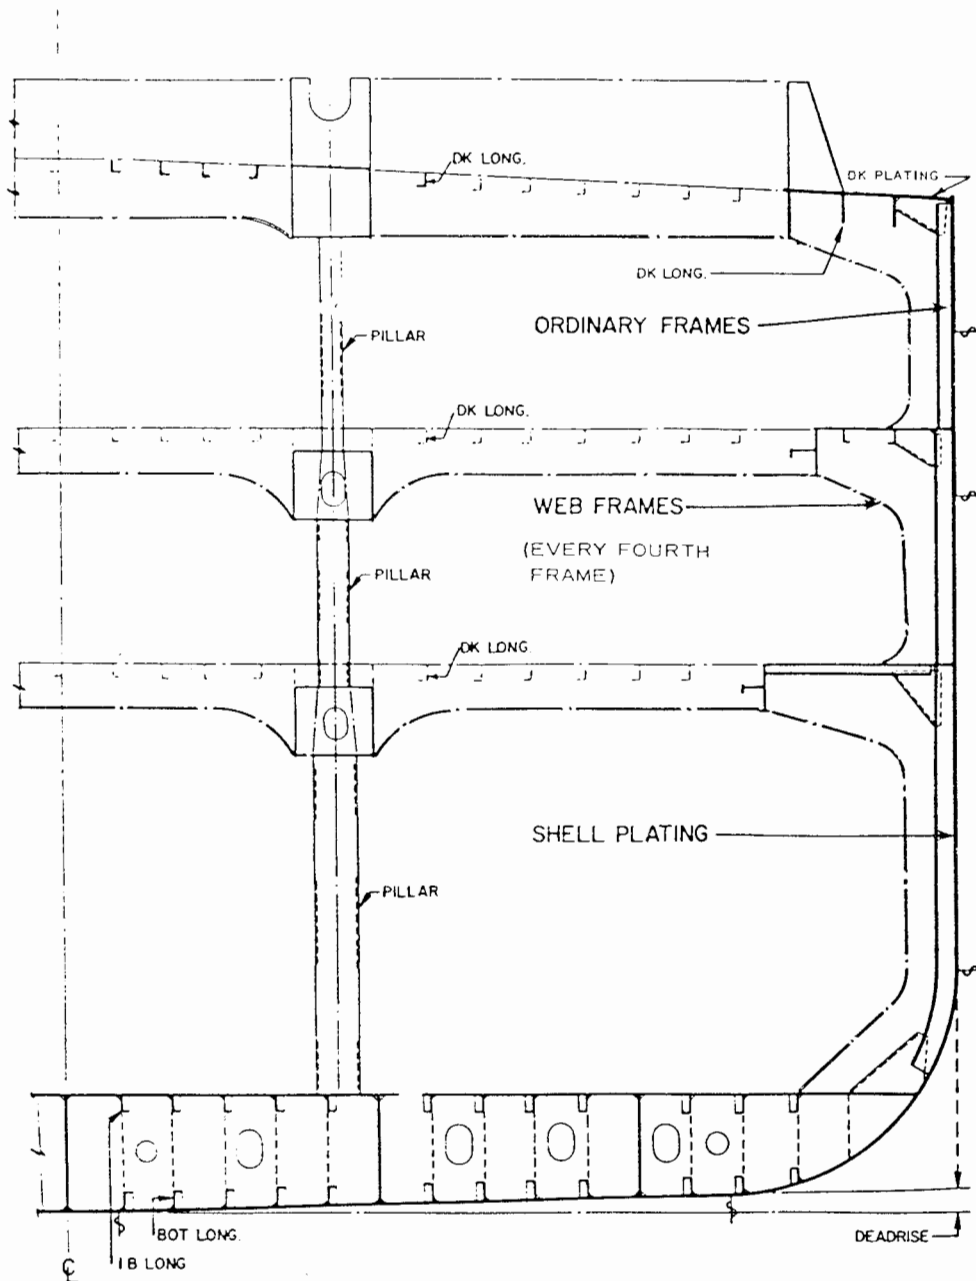 DK LONG.
DK PLATING
DK LONG.
ORDINARY FRAMES
PILLAR
DK LONG.
WEB FRAMES
(EVERY FOURTH
FRAME)
PILLAR
DK LONG.
SHELL PLATING
PILLAR
BOT LONG.
DEADRISE
I B LONG
℄